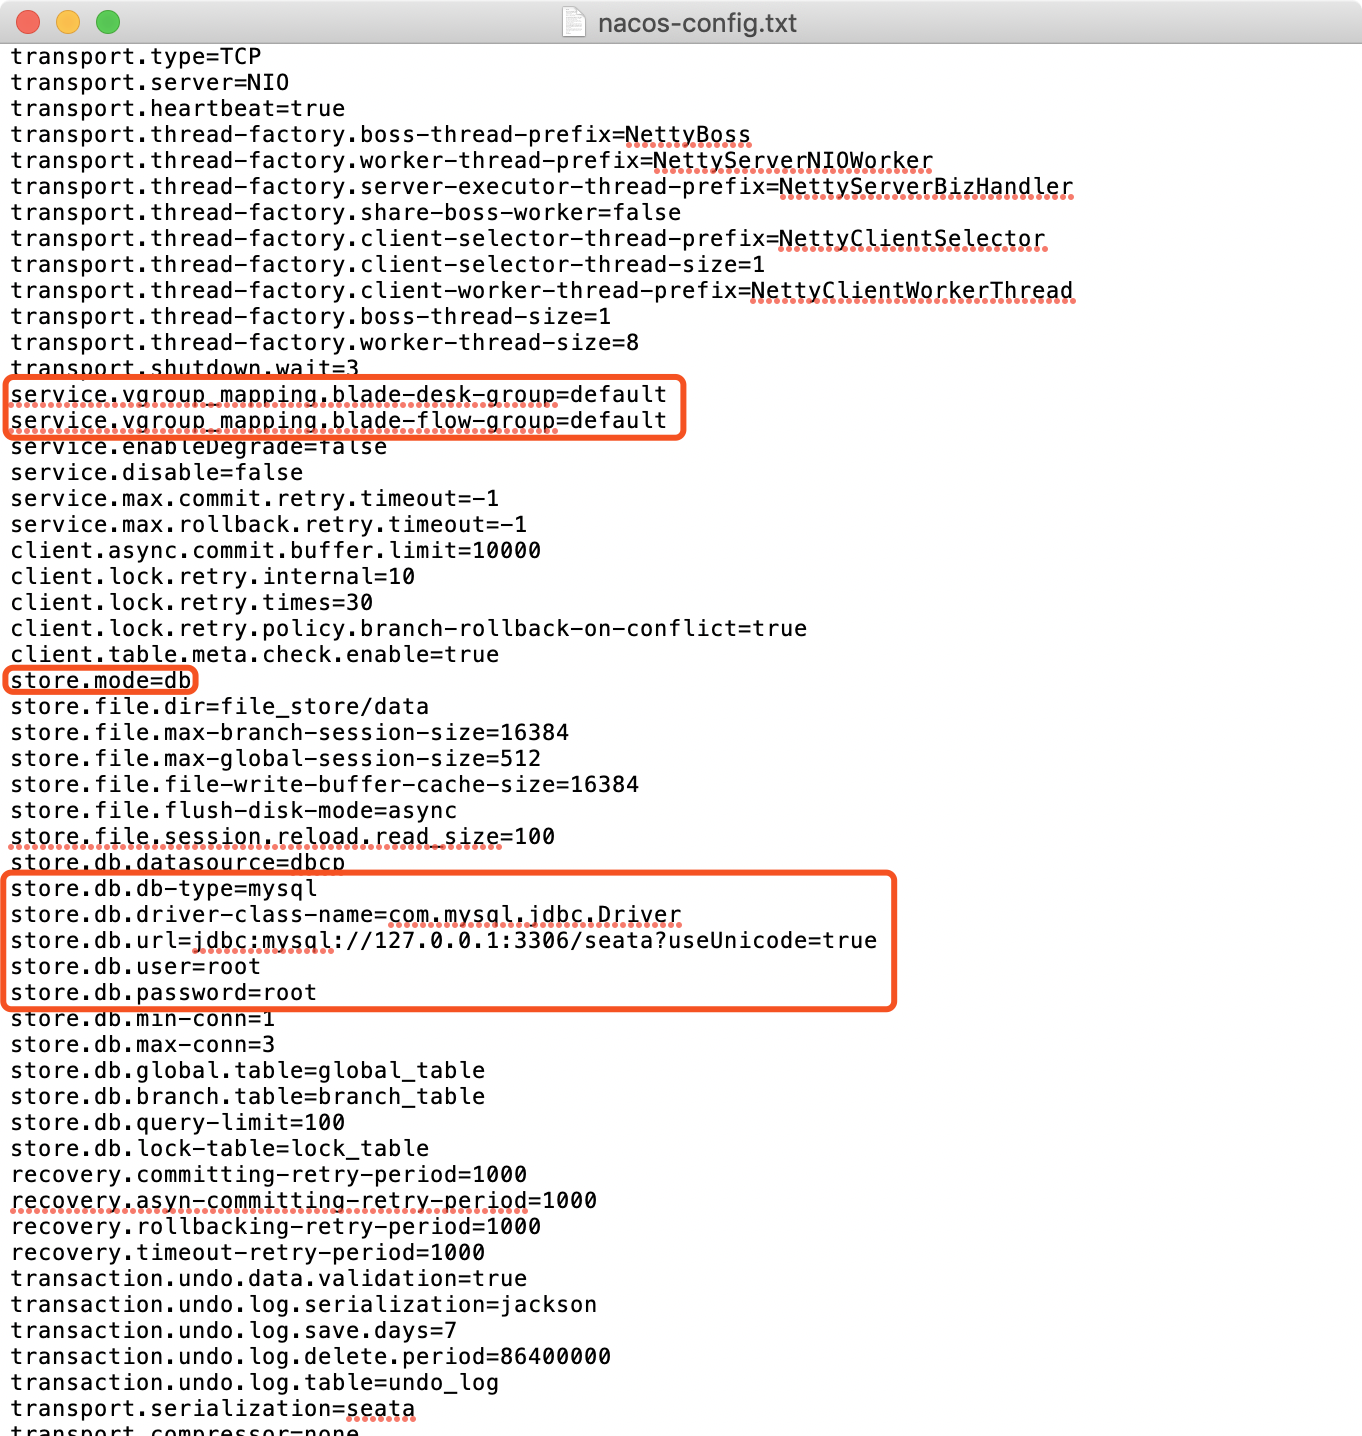 nacos-config.txt
transport.type=TCP
transport.server=NIO
transport.heartbeat=true
transport.thread-factory.boss-thread-prefix=NettyBoss
transport.thread-factory.worker-thread-prefix=NettyServerNIOWorker
transport.thread-factory.server-executor-thread-prefix=NettyServerBizHandler
transport.thread-factory.share-boss-worker=false
transport.thread-factory.client-selector-thread-prefix=NettyClientSelector
transport.thread-factory.client-selector-thread-size=1
transport.thread-factory.client-worker-thread-prefix=NettyClientWorkerThread
transport.thread-factory.boss-thread-size=1
transport.thread-factory.worker-thread-size=8
transport.shutdown.wait=3
service.vgroup_mapping.blade-desk-group=default
service.vgroup_mapping.blade-flow-group=default
service.enableDegrade=false
service.disable=false
service.max.commit.retry.timeout=-1
service.max.rollback.retry.timeout=-1
client.async.commit.buffer.limit=10000
client.lock.retry.internal=10
client.lock.retry.times=30
client.lock.retry.policy.branch-rollback-on-conflict=true
client.table.meta.check.enable=true
store.mode=db
store.file.dir=file_store/data
store.file.max-branch-session-size=16384
store.file.max-global-session-size=512
store.file.file-write-buffer-cache-size=16384
store.file.flush-disk-mode=async
store.file.session.reload.read_size=100
store.db.datasource=dbcp
store.db.db-type=mysql
store.db.driver-class-name=com.mysql.jdbc.Driver
store.db.url=jdbc:mysql://127.0.0.1:3306/seata?useUnicode=true
store.db.user=root
store.db.password=root
store.db.min-conn=1
store.db.max-conn=3
store.db.global.table=global_table
store.db.branch.table=branch_table
store.db.query-limit=100
store.db.lock-table=lock_table
recovery.committing-retry-period=1000
recovery.asyn-committing-retry-period=1000
recovery.rollbacking-retry-period=1000
recovery.timeout-retry-period=1000
transaction.undo.data.validation=true
transaction.undo.log.serialization=jackson
transaction.undo.log.save.days=7
transaction.undo.log.delete.period=86400000
transaction.undo.log.table=undo_log
transport.serialization=seata
transport.compressor=none